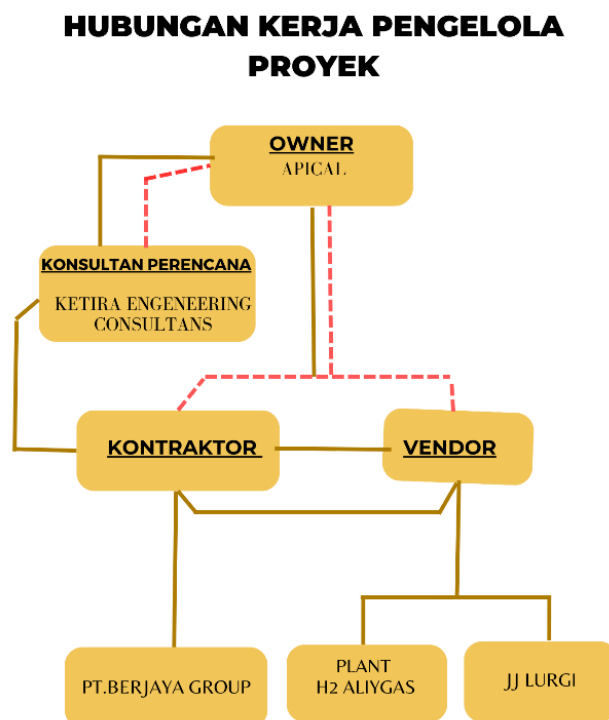 HUBUNGAN KERJA PENGELOLA
PROYEK
OWNER
APICAL
KONSULTAN PERENCANA
KETIRA ENGENEERING
CONSULTANS
KONTRAKTOR
VENDOR
PT.BERJAYA GROUP
PLANT
H2 ALIYGAS
JJ LURGI